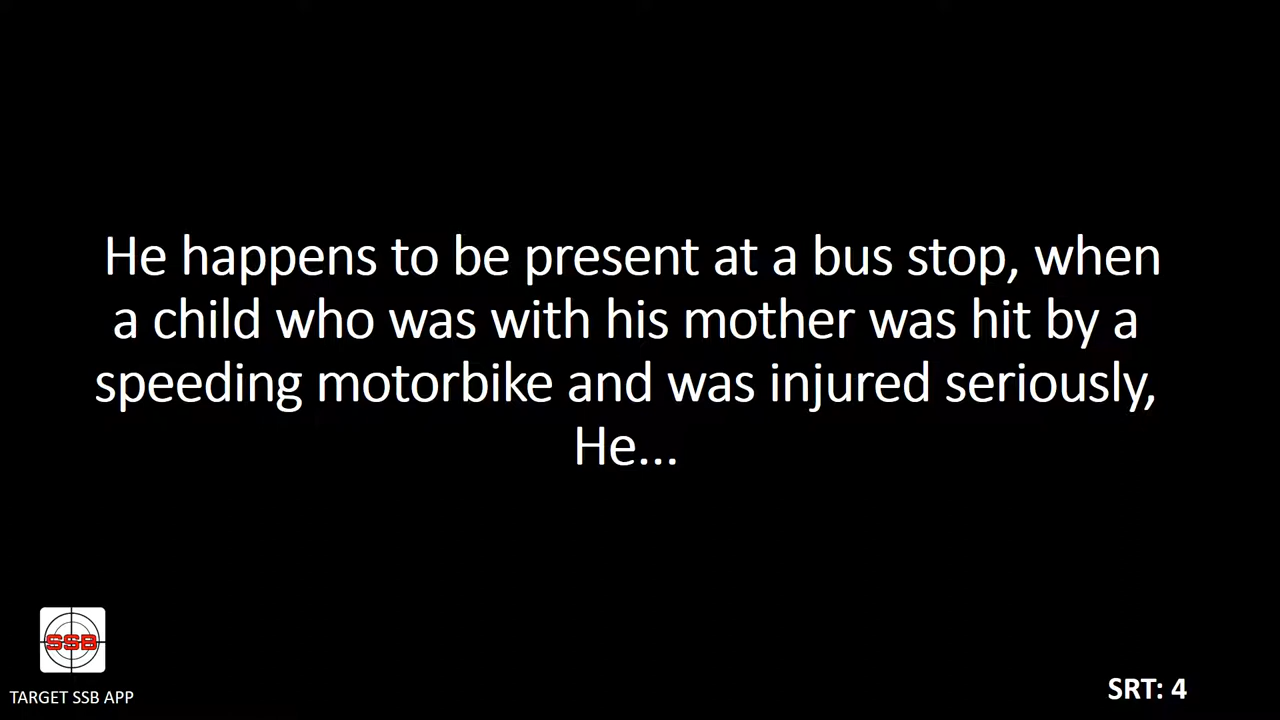 He happens to be present at a bus stop, when
a child who was with his mother was hit by a
speeding motorbike and was injured seriously,
He...
SSB
TARGET SSB APP
SRT: 4